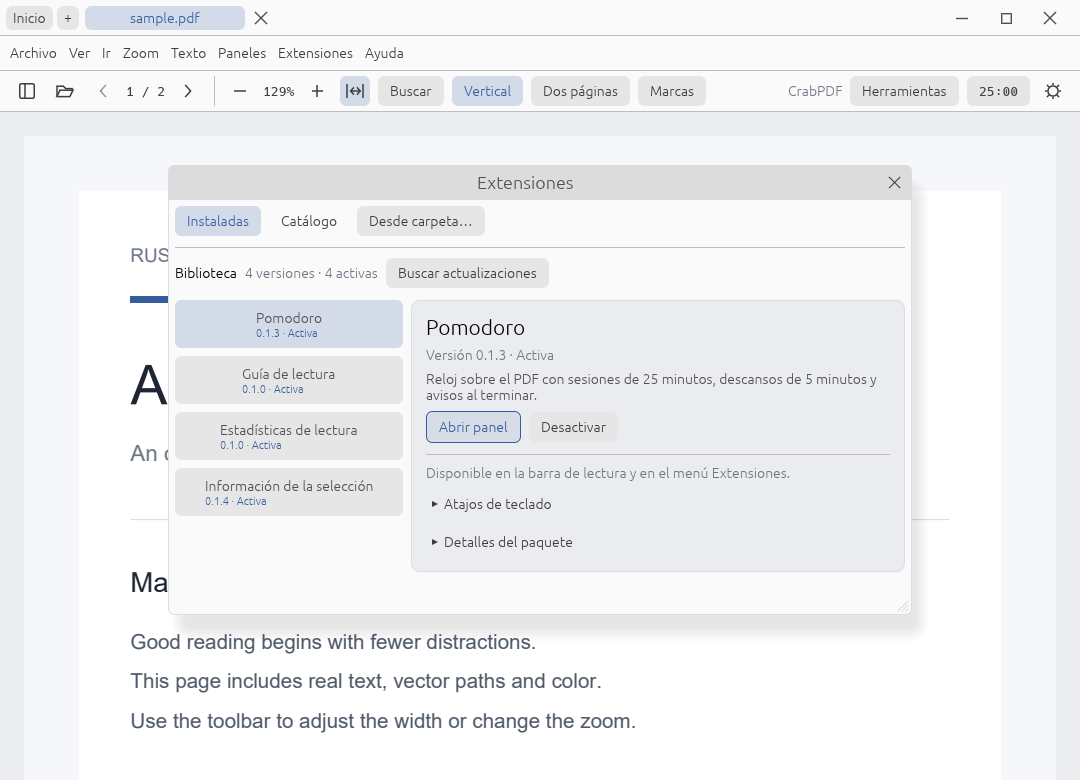 Inicio + sample.pdf
Archivo Ver Ir Zoom Texto Paneles Extensiones Ayuda
1 / 2 129% Buscar Vertical Dos páginas Marcas CrabPDF Herramientas 25:00
Extensiones
Instaladas Catálogo Desde carpeta...
Biblioteca 4 versiones · 4 activas Buscar actualizaciones
Pomodoro
0.1.3 · Activa
Guía de lectura
0.1.0 · Activa
Estadísticas de lectura
0.1.0 · Activa
Información de la selección
0.1.4 · Activa
Pomodoro
Versión 0.1.3 · Activa
Reloj sobre el PDF con sesiones de 25 minutos, descansos de 5 minutos y
avisos al terminar.
Abrir panel Desactivar
Disponible en la barra de lectura y en el menú Extensiones.
Atajos de teclado
Detalles del paquete
RUS
A
An
Ma
Good reading begins with fewer distractions.
This page includes real text, vector paths and color.
Use the toolbar to adjust the width or change the zoom.